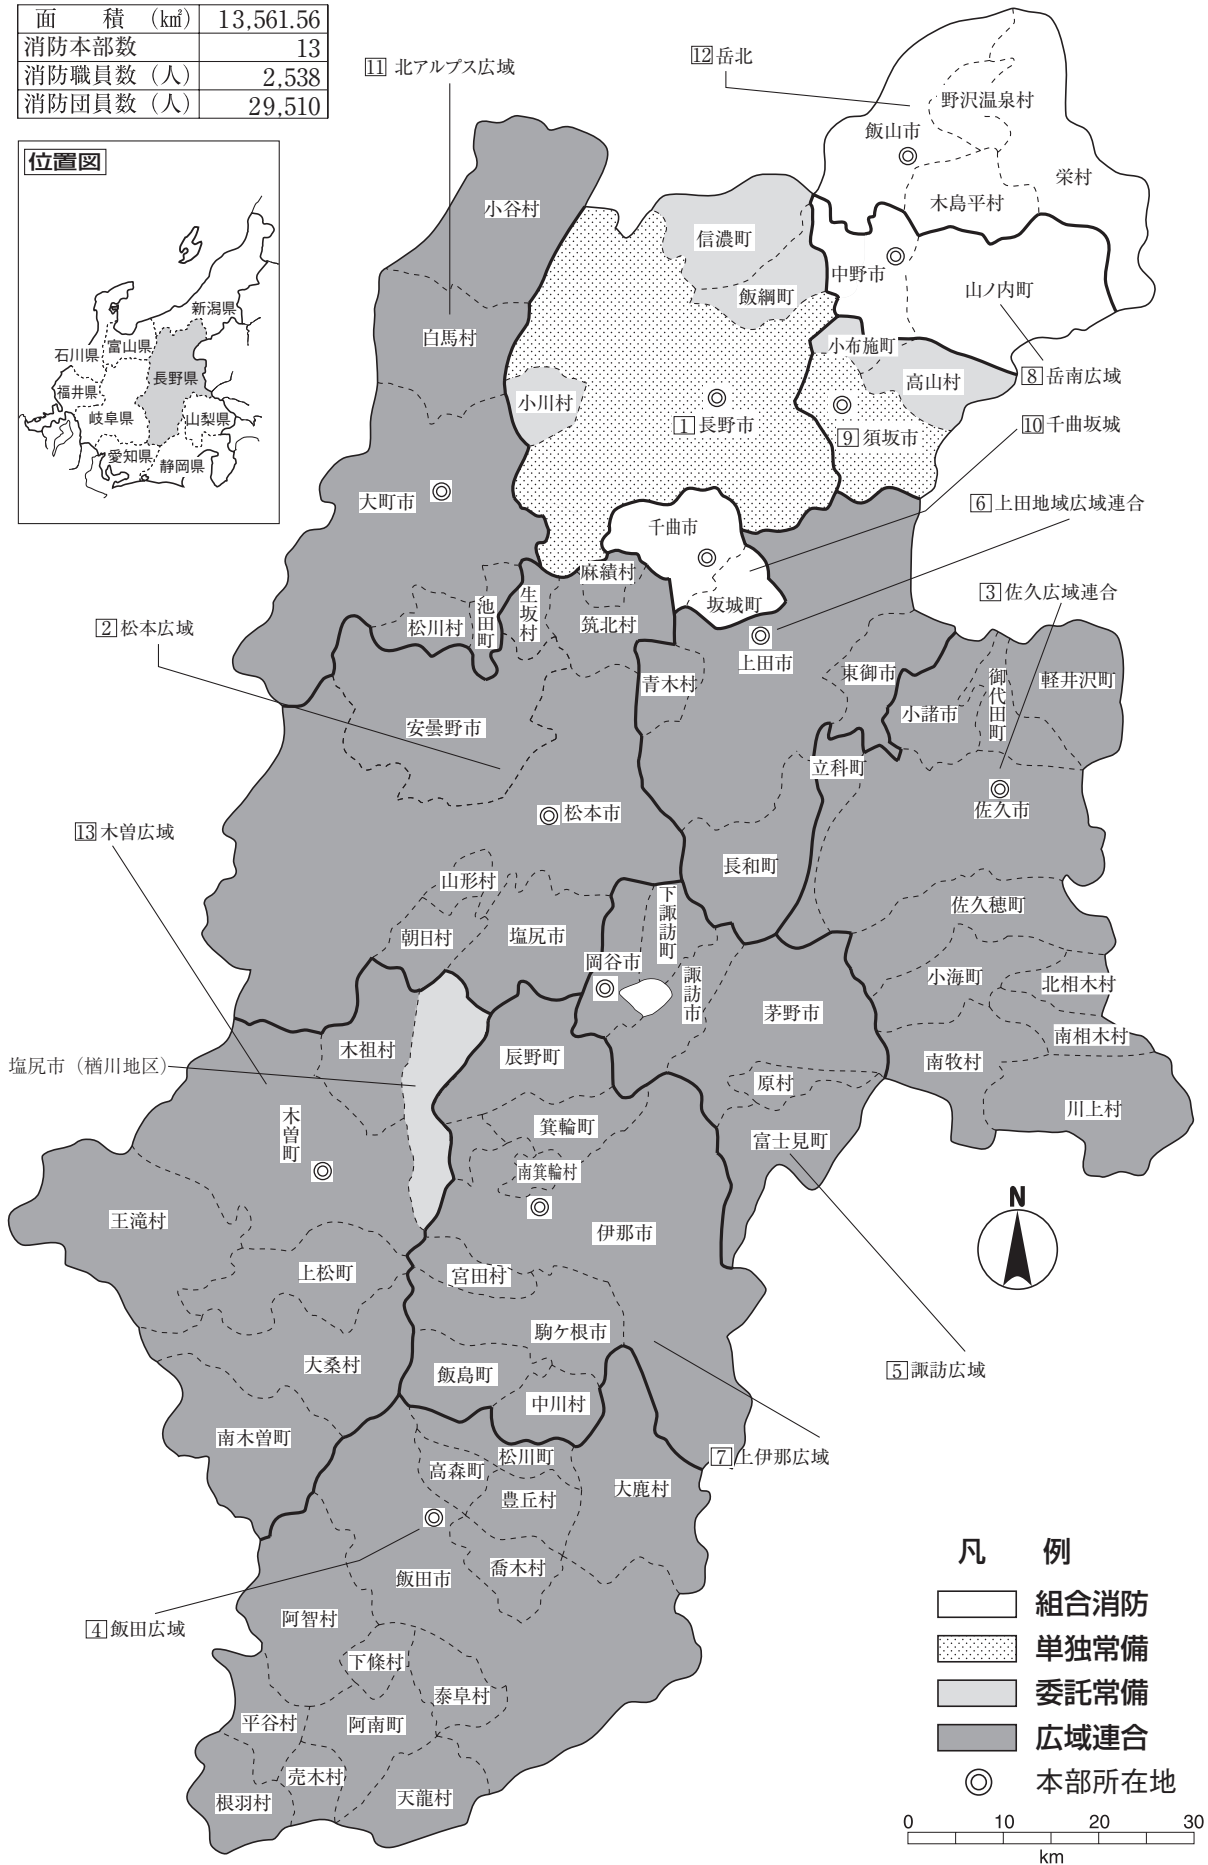 面　積　（km²） 13,561.56
消防本部数 13
消防職員数（人） 2,538
消防団員数（人） 29,510
位置図
新潟県
富山県
石川県
長野県
福井県
岐阜県
山梨県
愛知県
静岡県
11 北アルプス広域
12 岳北
野沢温泉村
飯山市
栄村
木島平村
小谷村
信濃町
中野市
飯綱町
山ノ内町
白馬村
小布施町
高山村
8 岳南広域
小川村
1 長野市
9 須坂市
10 千曲坂城
大町市
千曲市
6 上田地域広域連合
麻績村
坂城町
3 佐久広域連合
生坂村
池田町
松川村
筑北村
2 松本広域
上田市
青木村
東御市
御代田町
軽井沢町
小諸市
安曇野市
立科町
松本市
佐久市
13 木曽広域
長和町
山形村
下諏訪町
佐久穂町
朝日村
塩尻市
岡谷市
諏訪市
小海町
北相木村
茅野市
南相木村
木祖村
辰野町
塩尻市（楢川地区）
南牧村
原村
川上村
木曽町
箕輪町
富士見町
南箕輪村
N
王滝村
伊那市
上松町
宮田村
駒ケ根市
大桑村
飯島町
5 諏訪広域
中川村
南木曽町
松川町
7 上伊那広域
高森町
大鹿村
豊丘村
喬木村
飯田市
4 飯田広域
阿智村
下條村
泰阜村
平谷村
阿南町
売木村
根羽村
天龍村
凡　例
組合消防
単独常備
委託常備
広域連合
本部所在地
0 10 20 30
km